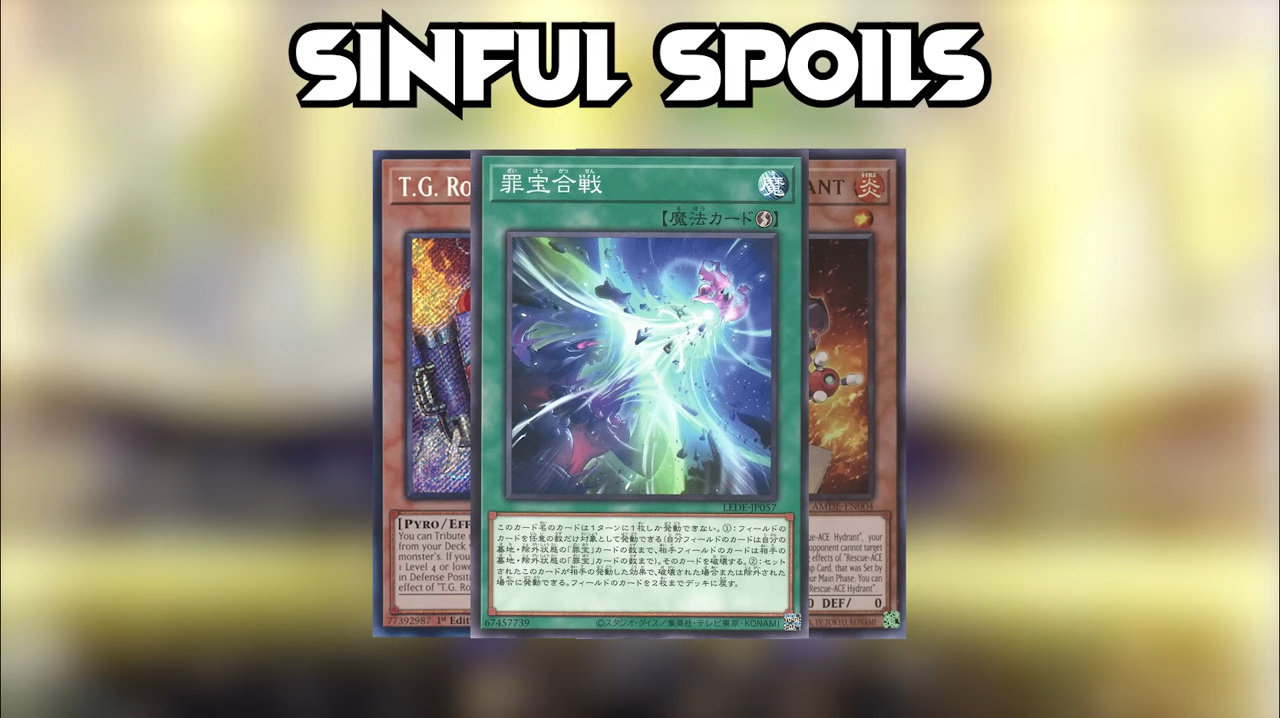 SINFUL SPOILS
T.G. Ro
罪宝合戦
魔
ANT
炎
【魔法カード】
LEDE-JP057
AMDE-EN004
[PYRO/EFF
You can Tribute
from your Deck
monster's. If you
1 Level 4 or lowe
in Defense Positi
effect of "T.G. Ro
このカード名のカードは1ターンに1枚しか発動できない。①:フィールドの
カードを任意の数だけ対象として発動できる(自分フィールドのカードは自分の
墓地・除外状態の「罪宝」カードの数まで、相手フィールドのカードは相手の
墓地・除外状態の「罪宝」カードの数まで)。そのカードを破壊する。②:セット
されたこのカードが相手の発動した効果で、破壊された場合または除外された
場合に発動できる。フィールドのカードを2枚までデッキに戻す。
ue-ACE Hydrant", your
opponent cannot target
effects of "Rescue-ACE
ap Card, that was Set by
ur Main Phase: You can
Rescue-ACE Hydrant".
0 DEF/ 0
77392987 1st Edit
67457739
©スタジオ・ダイス／集英社・テレビ東京・KONAMI
TV TOKYO, KONAMI